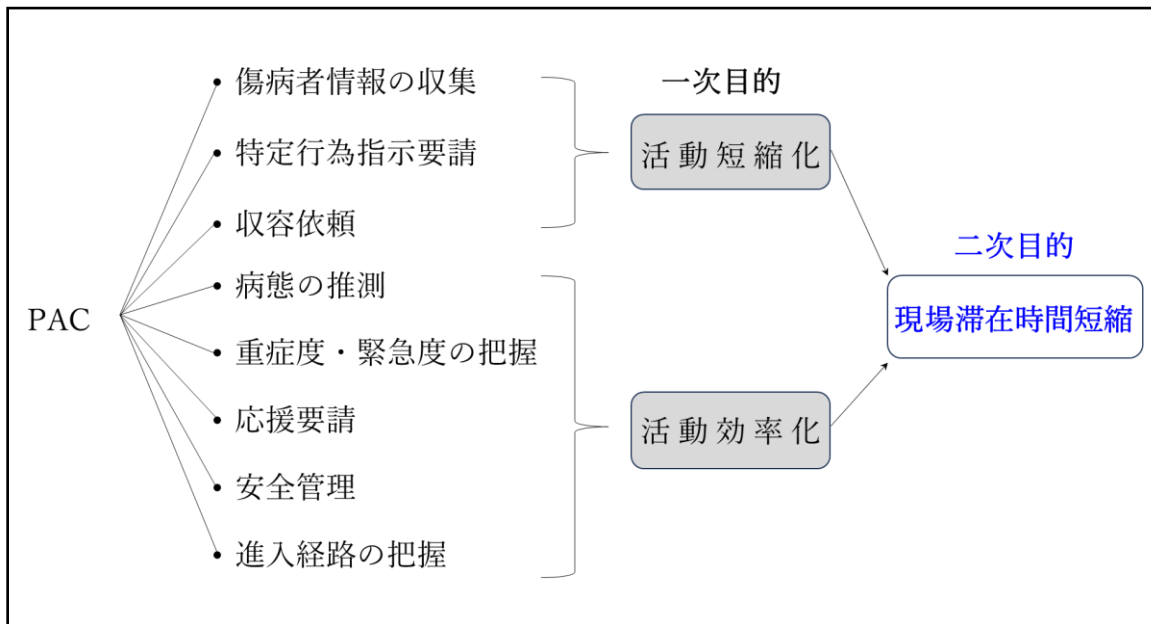 PAC
• 傷病者情報の収集
• 特定行為指示要請
• 収容依頼
• 病態の推測
• 重症度・緊急度の把握
• 応援要請
• 安全管理
• 進入経路の把握
一次目的
活動短縮化
活動効率化
二次目的
現場滞在時間短縮